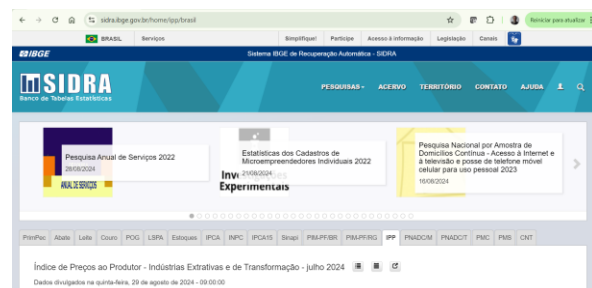 sidra.ibge.gov.br/home/ipp/brasil
Reiniciar para atualizar
BRASIL Serviços Simplifique! Participe Acesso à informação Legislação Canais
IBGE Sistema IBGE de Recuperação Automática - SIDRA
SIDRA
Banco de Tabelas Estatísticas
PESQUISAS ACERVO TERRITÓRIO CONTATO AJUDA
Pesquisa Anual de Serviços 2022
28/08/2024
ANUAL DE SERVIÇOS
Estatísticas dos Cadastros de
Microempreendedores Individuais 2022
21/08/2024
Experimentais
Pesquisa Nacional por Amostra de
Domicílios Contínua - Acesso à Internet e
à televisão e posse de telefone móvel
celular para uso pessoal 2023
16/08/2024
PrimPec Abate Leite Couro POG LSPA Estoques IPCA INPC IPCA15 Sinapi PIM-PF/BR PIM-PF/RG IPP PNADC/M PNADC/T PMC PMS CNT
Índice de Preços ao Produtor - Indústrias Extrativas e de Transformação - julho 2024
Dados divulgados na quinta-feira, 29 de agosto de 2024 - 09:00:00